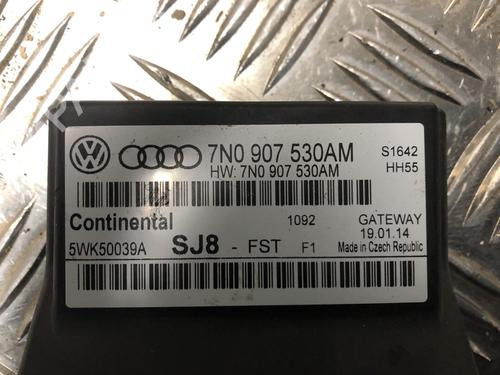 7N0 907 530AM S1642
HW: 7N0 907 530AM HH55
Continental 1092 GATEWAY
5WK50039A SJ8 - FST F1 19.01.14
Made in Czech Republic